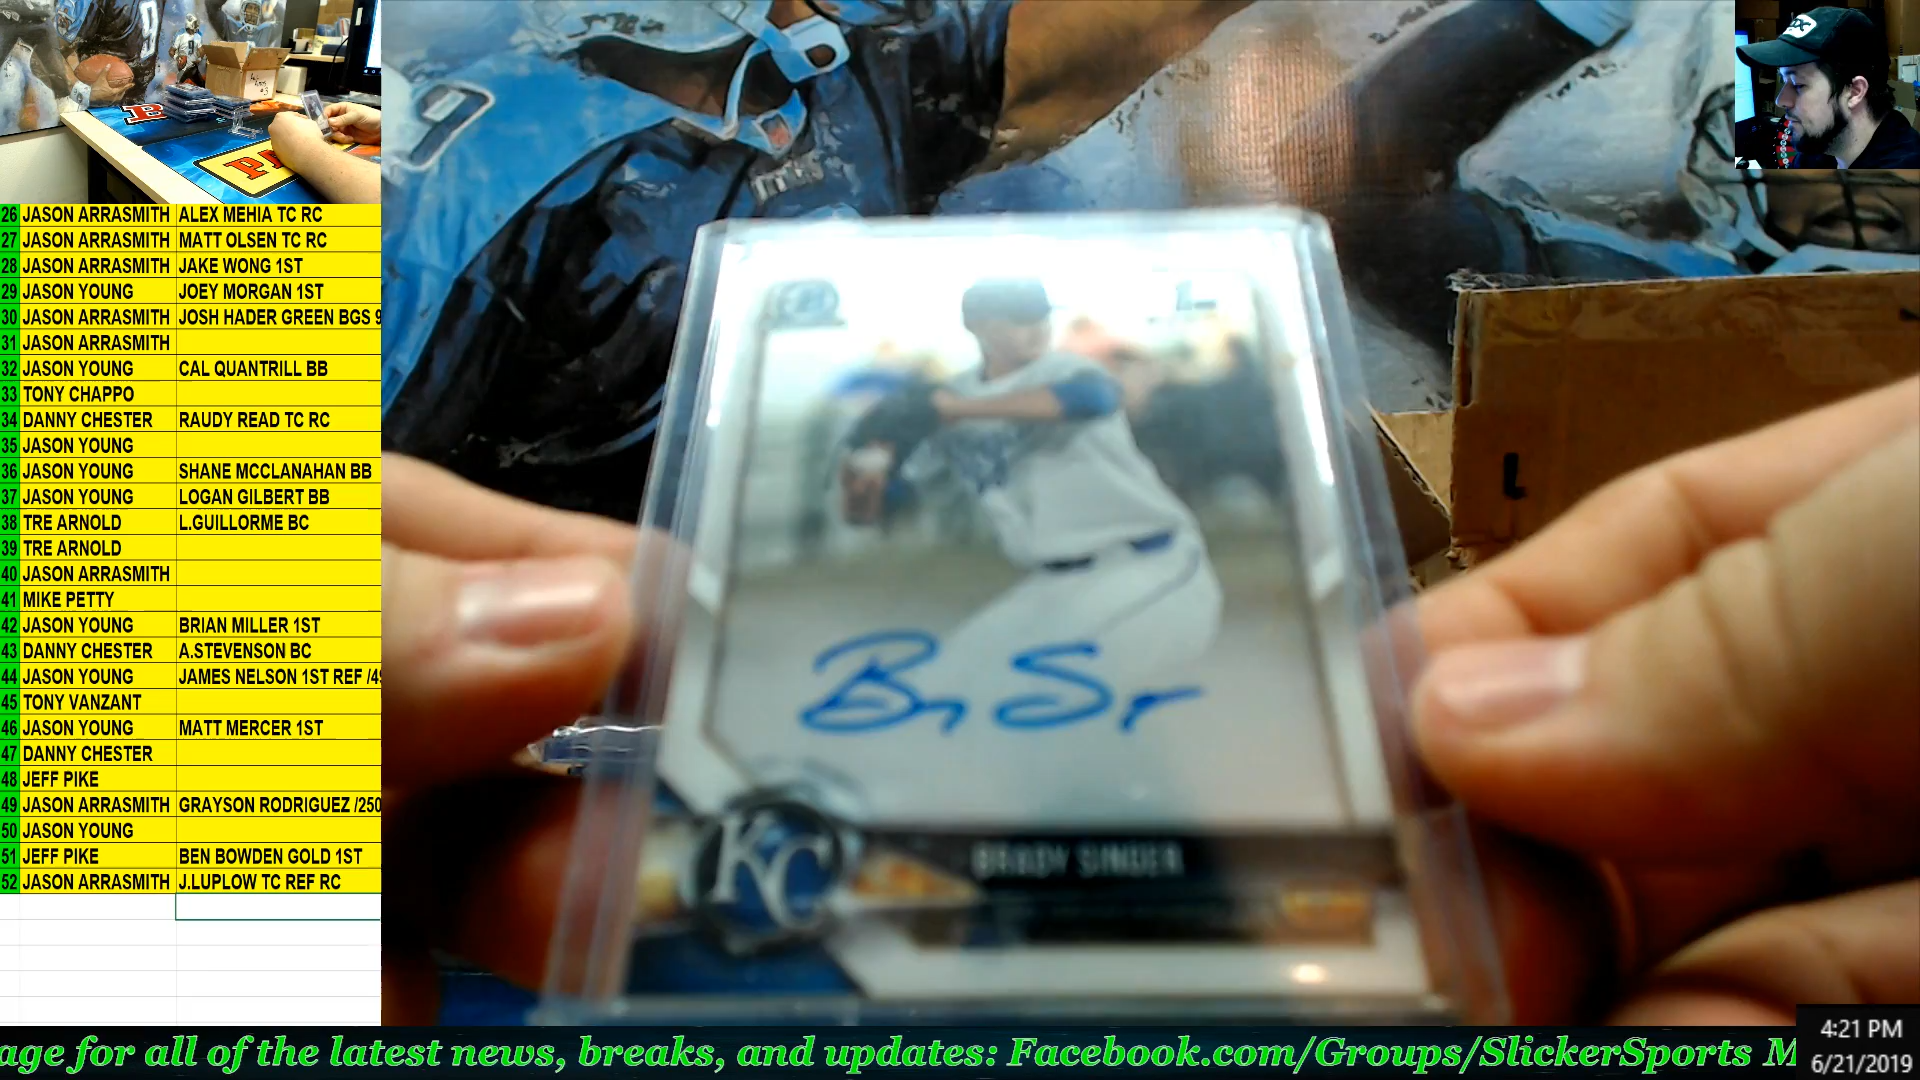 26 JASON ARRASMITH ALEX MEHIA TC RC
27 JASON ARRASMITH MATT OLSEN TC RC
28 JASON ARRASMITH JAKE WONG 1ST
29 JASON YOUNG JOEY MORGAN 1ST
30 JASON ARRASMITH JOSH HADER GREEN BGS 9
31 JASON ARRASMITH
32 JASON YOUNG CAL QUANTRILL BB
33 TONY CHAPPO
34 DANNY CHESTER RAUDY READ TC RC
35 JASON YOUNG
36 JASON YOUNG SHANE MCCLANAHAN BB
37 JASON YOUNG LOGAN GILBERT BB
38 TRE ARNOLD L.GUILLORME BC
39 TRE ARNOLD
40 JASON ARRASMITH
41 MIKE PETTY
42 JASON YOUNG BRIAN MILLER 1ST
43 DANNY CHESTER A.STEVENSON BC
44 JASON YOUNG JAMES NELSON 1ST REF /49
45 TONY VANZANT
46 JASON YOUNG MATT MERCER 1ST
47 DANNY CHESTER
48 JEFF PIKE
49 JASON ARRASMITH GRAYSON RODRIGUEZ /250
50 JASON YOUNG
51 JEFF PIKE BEN BOWDEN GOLD 1ST
52 JASON ARRASMITH J.LUPLOW TC REF RC
KC
BRADY SINGER
age for all of the latest news, breaks, and updates: Facebook.com/Groups/SlickerSports M
4:21 PM
6/21/2019